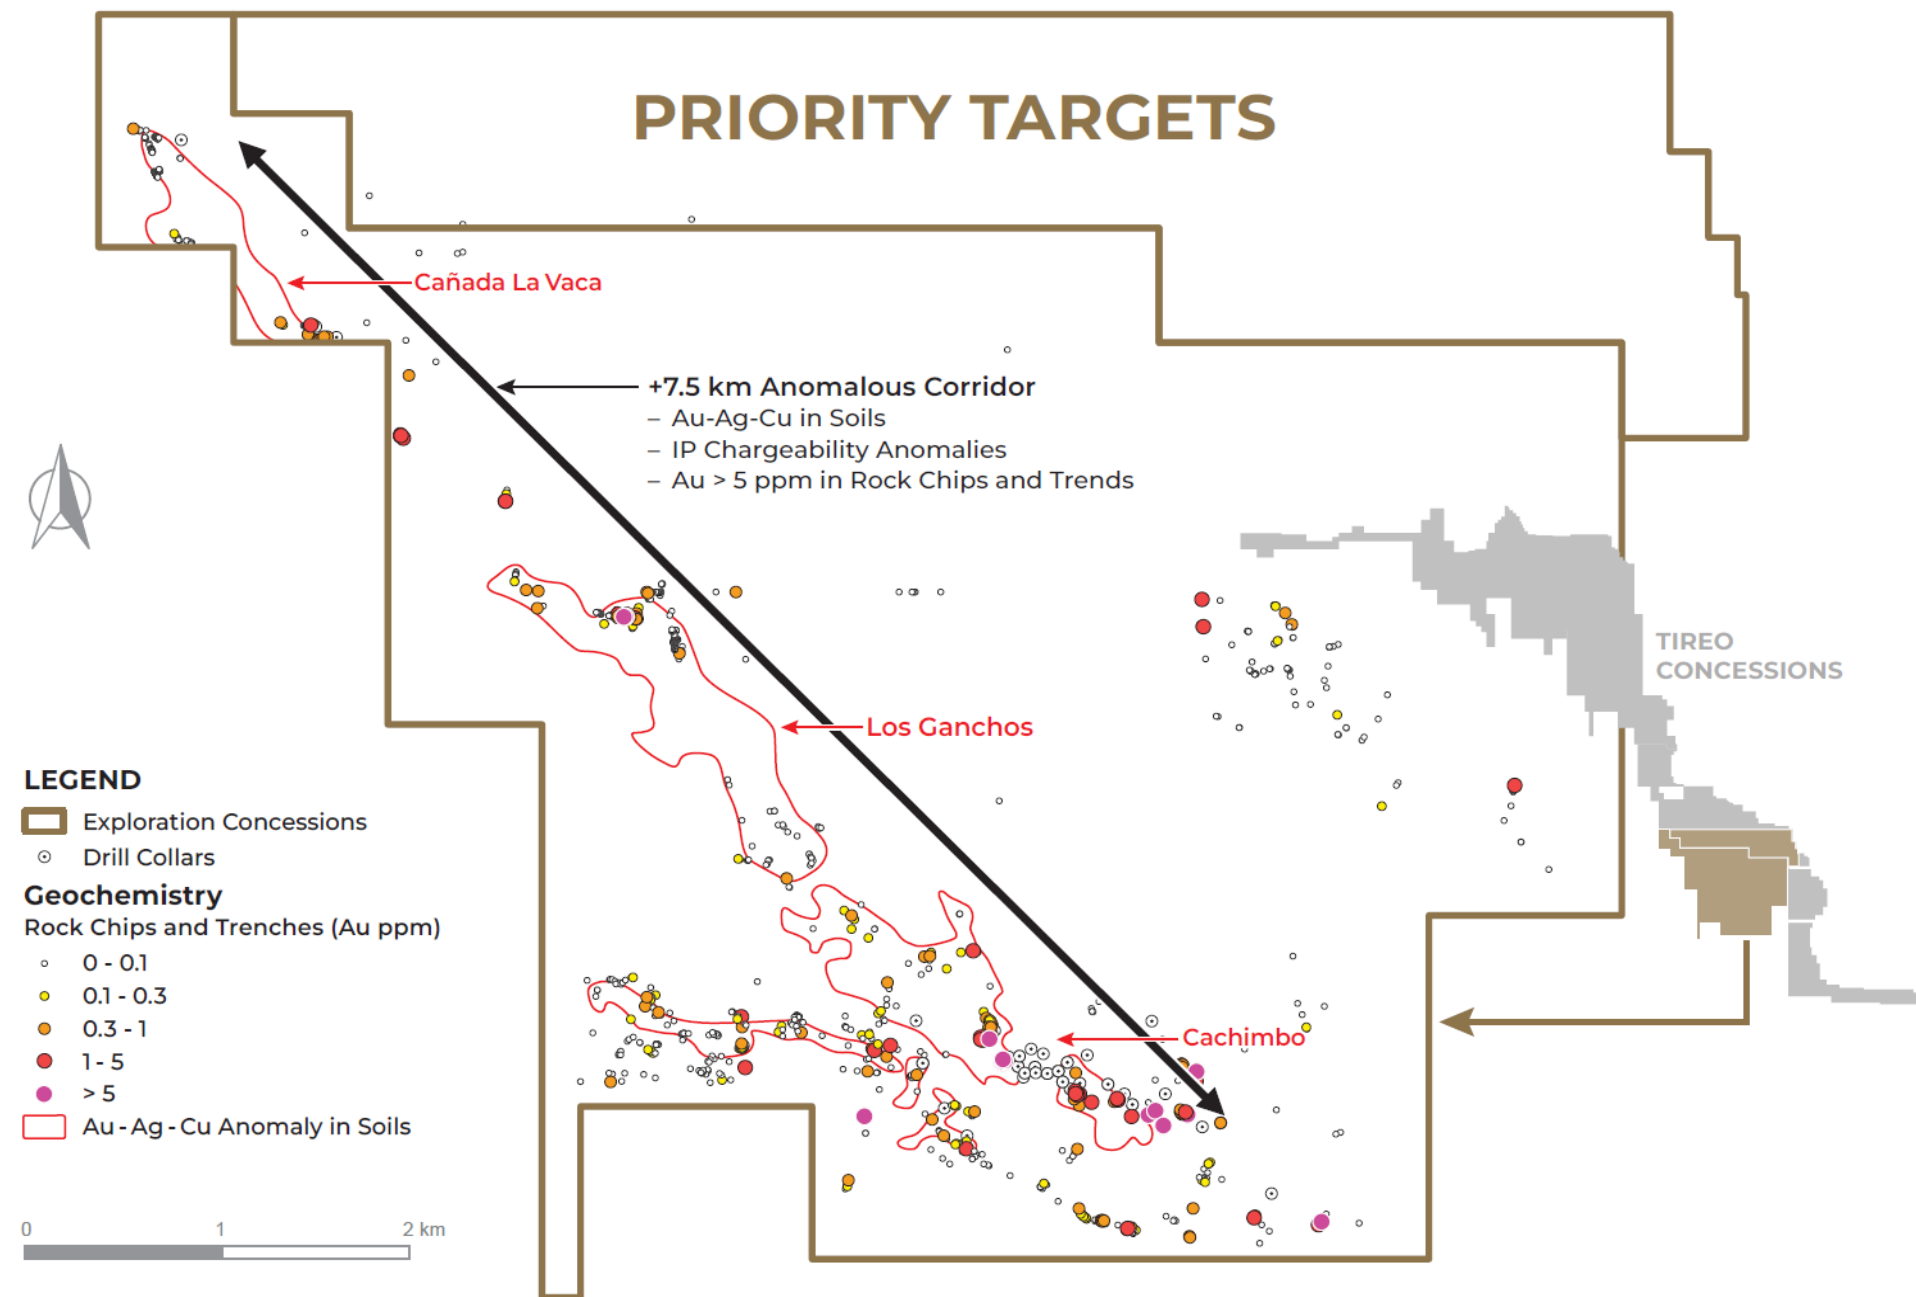 PRIORITY TARGETS
Cañada La Vaca
+7.5 km Anomalous Corridor
– Au-Ag-Cu in Soils
– IP Chargeability Anomalies
– Au > 5 ppm in Rock Chips and Trends
TIREO
CONCESSIONS
Los Ganchos
Cachimbo
LEGEND
Exploration Concessions
Drill Collars
Geochemistry
Rock Chips and Trenches (Au ppm)
0 - 0.1
0.1 - 0.3
0.3 - 1
1 - 5
> 5
Au - Ag - Cu Anomaly in Soils
0 1 2 km